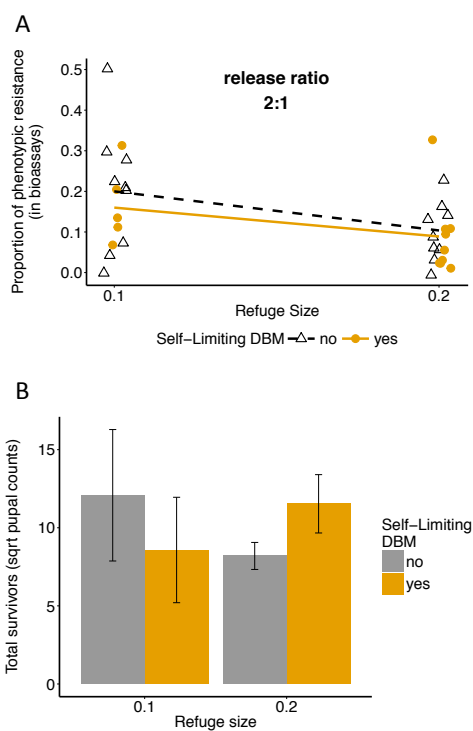 A
release ratio
2:1
Proportion of phenotypic resistance
(in bioassays)
0.5
0.3
0.2
0.1
0.0
0.1
0.2
Refuge Size
Self−Limiting DBM no yes
B
Total survivors (sqrt pupal counts)
15
10
5
0
0.1
0.2
Refuge size
Self−Limiting
DBM
no
yes